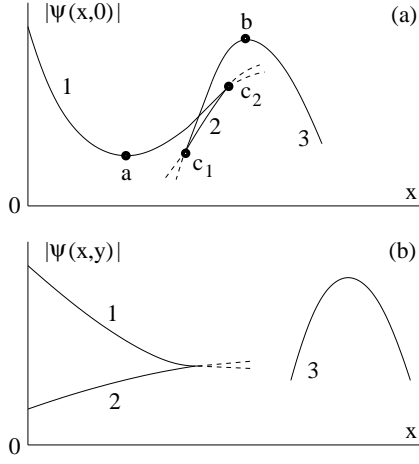 |Ψ(x,0)| b (a)
1
c₂
2
3
a c₁
0 x
|Ψ(x,y)| (b)
1
3
2
0 x